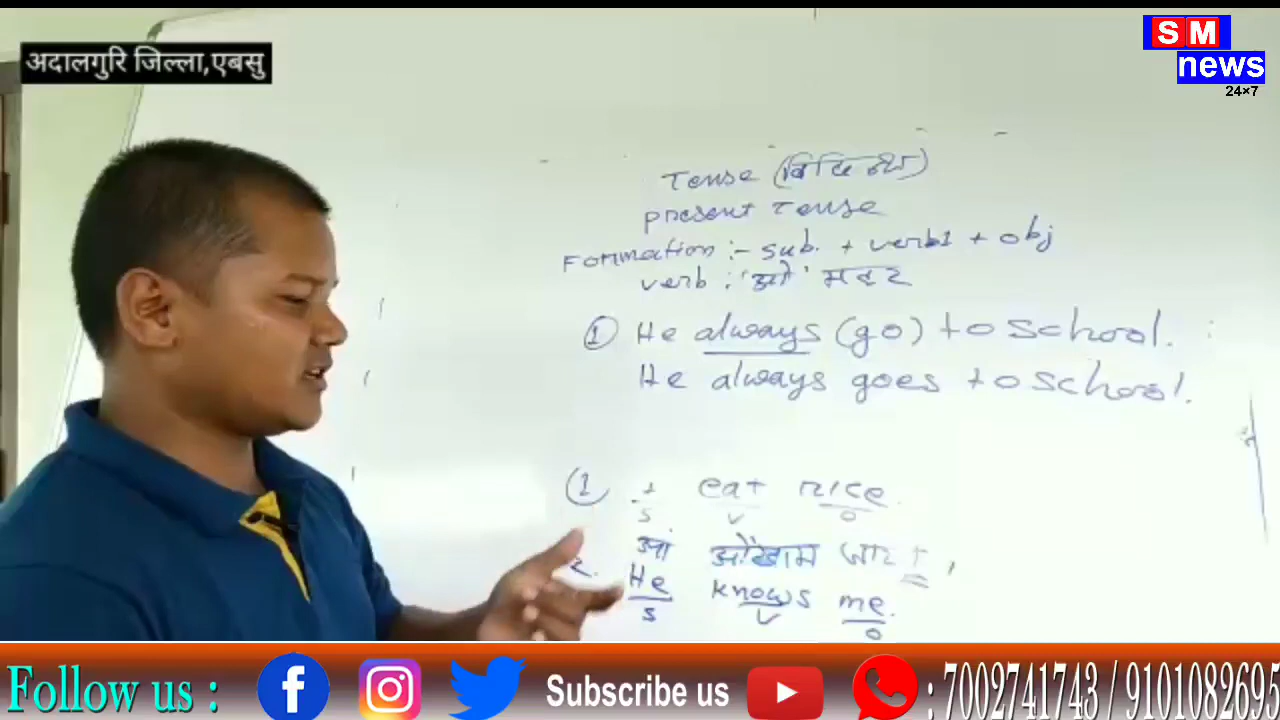 अदालगुरि जिल्ला,एबसु
SM
news
24×7
Tense
present Tense
Formation :- sub. + verb1 + obj
verb :
① He always (go) to school.
He always goes to school.
① I eat rice.
S V O
आं ओंखाम
2. He knows me.
S V O
Follow us : Subscribe us : 7002741743 / 9101082695